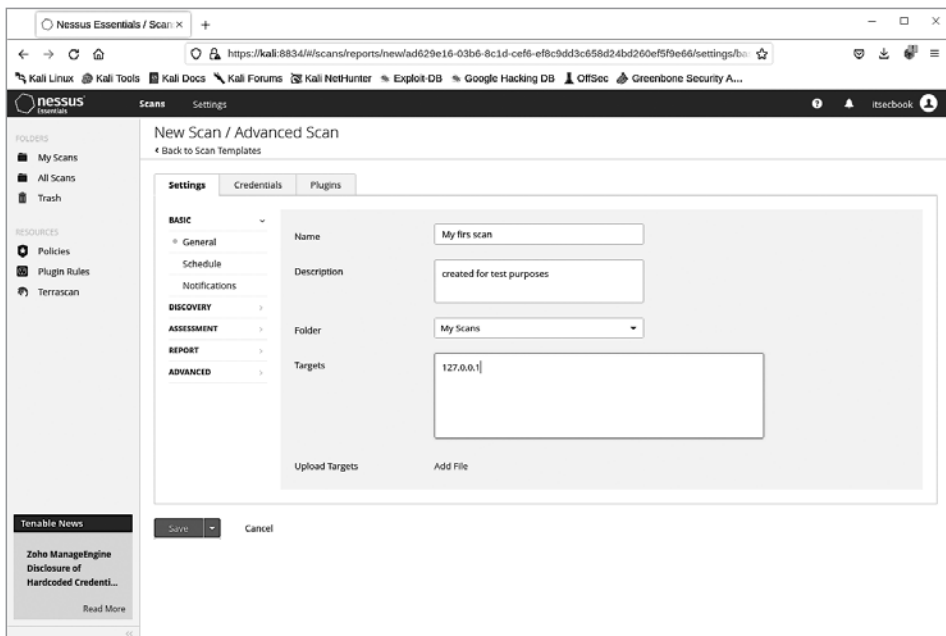 Nessus Essentials / Scan
https://kali:8834/#/scans/reports/new/ad629e16-03b6-8c1d-cef6-ef8c9dd3c658d24bd260ef5f9e66/settings/ba
Kali Linux Kali Tools Kali Docs Kali Forums Kali NetHunter Exploit-DB Google Hacking DB OffSec Greenbone Security A...
nessus Essentials Scans Settings itsecbook
FOLDERS
My Scans
All Scans
Trash
RESOURCES
Policies
Plugin Rules
Terrascan
Tenable News
Zoho ManageEngine
Disclosure of
Hardcoded Credenti...
Read More
New Scan / Advanced Scan
Back to Scan Templates
Settings Credentials Plugins
BASIC
General
Schedule
Notifications
DISCOVERY
ASSESSMENT
REPORT
ADVANCED
Name My firs scan
Description created for test purposes
Folder My Scans
Targets 127.0.0.1
Upload Targets Add File
Save Cancel